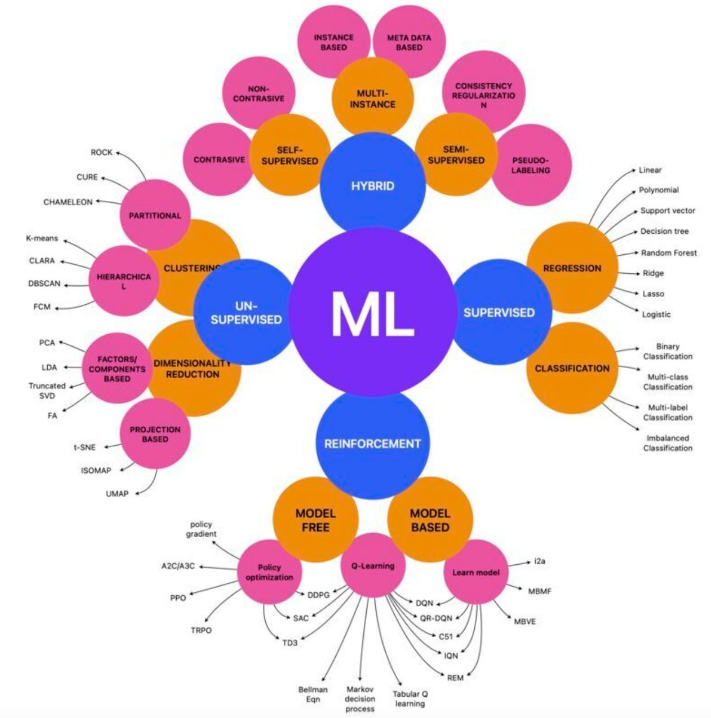 INSTANCE
BASED
META DATA
BASED
MULTI-
INSTANCE
NON-
CONTRASIVE
CONSISTENCY
REGULARIZATIO
N
CONTRASIVE
SELF-
SUPERVISED
SEMI-
SUPERVISED
PSEUDO-
LABELING
HYBRID
ROCK
CURE
CHAMELEON
PARTITIONAL
K-means
CLARA
DBSCAN
FCM
HIERARCHICA
L
CLUSTERING
UN-
SUPERVISED
ML
SUPERVISED
REGRESSION
Linear
Polynomial
Support vector
Decision tree
Random Forest
Ridge
Lasso
Logistic
PCA
LDA
Truncated
SVD
FA
FACTORS/
COMPONENTS
BASED
DIMENSIONALITY
REDUCTION
CLASSIFICATION
Binary
Classification
Multi-class
Classification
Multi-label
Classification
Imbalanced
Classification
PROJECTION
BASED
t-SNE
ISOMAP
UMAP
REINFORCEMENT
MODEL
FREE
MODEL
BASED
policy
gradient
A2C/A3C
PPO
TRPO
Policy
optimization
Q-Learning
Learn model
DDPG
SAC
TD3
DQN
QR-DQN
C51
IQN
REM
i2a
MBMF
MBVE
Bellman
Eqn
Markov
decision
process
Tabular Q
learning